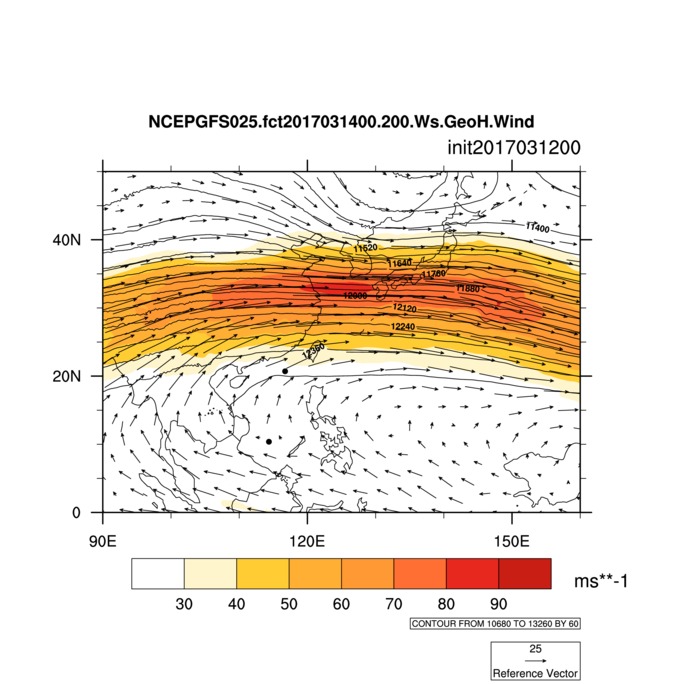 NCEPGFS025.fct2017031400.200.Ws.GeoH.Wind
init2017031200
11400
40N
11520
11640
11760
11880
12000
12120
12240
12360
20N
0
90E
120E
150E
ms**-1
30
40
50
60
70
80
90
CONTOUR FROM 10680 TO 13260 BY 60
25
Reference Vector